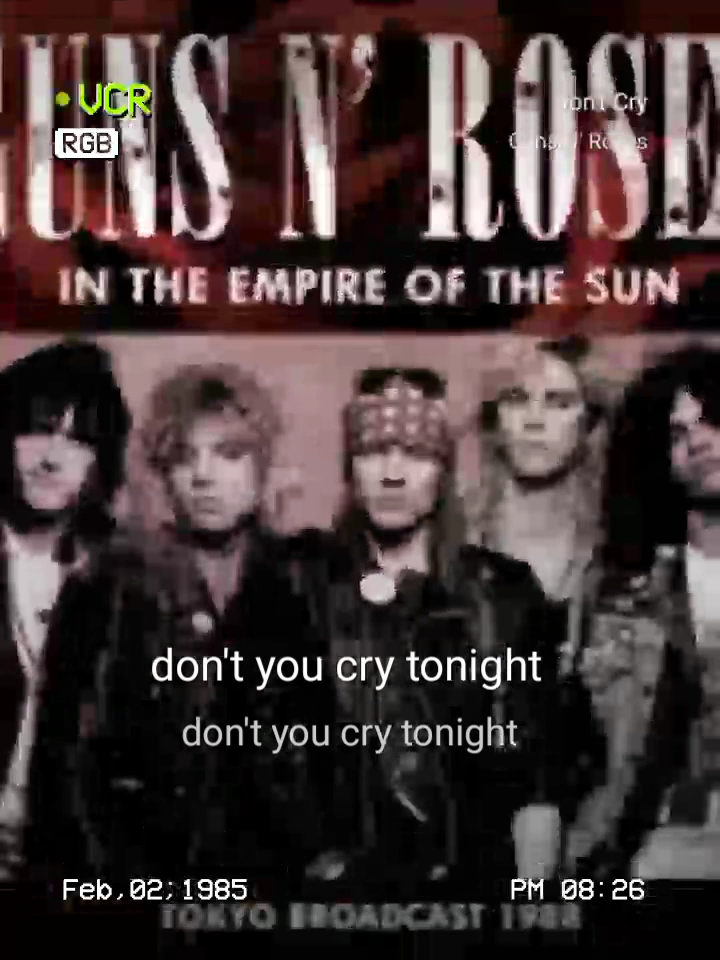 UNS N' ROSE
• VCR
RGB
Cry
IN THE EMPIRE OF THE SUN
don't you cry tonight
don't you cry tonight
Feb,02;1985
PM 08:26
TOKYO BROADCAST 1988